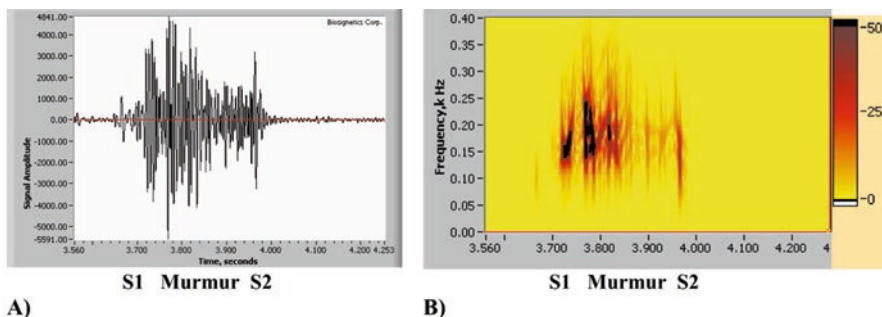 4841.00
4000.00
3000.00
2000.00
1000.00
0.00
-1000.00
-2000.00
-3000.00
-4000.00
-5000.00
-5591.00
Signal Amplitude
Biosignetics Corp.
3.560 3.700 3.800 3.900 4.000 4.100 4.253
Time, seconds
S1 Murmur S2
A)
B)
0.40
0.35
0.30
0.25
0.20
0.15
0.10
0.05
0.00
Frequency,k Hz
3.560 3.700 3.800 3.900 4.000 4.100 4.200 4
50
25
0
S1 Murmur S2